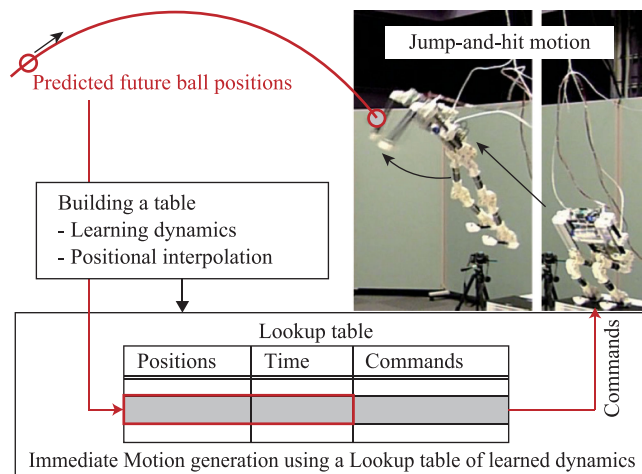 Jump-and-hit motion
Predicted future ball positions
Building a table
- Learning dynamics
- Positional interpolation
Lookup table
Positions Time Commands
Commands
Immediate Motion generation using a Lookup table of learned dynamics